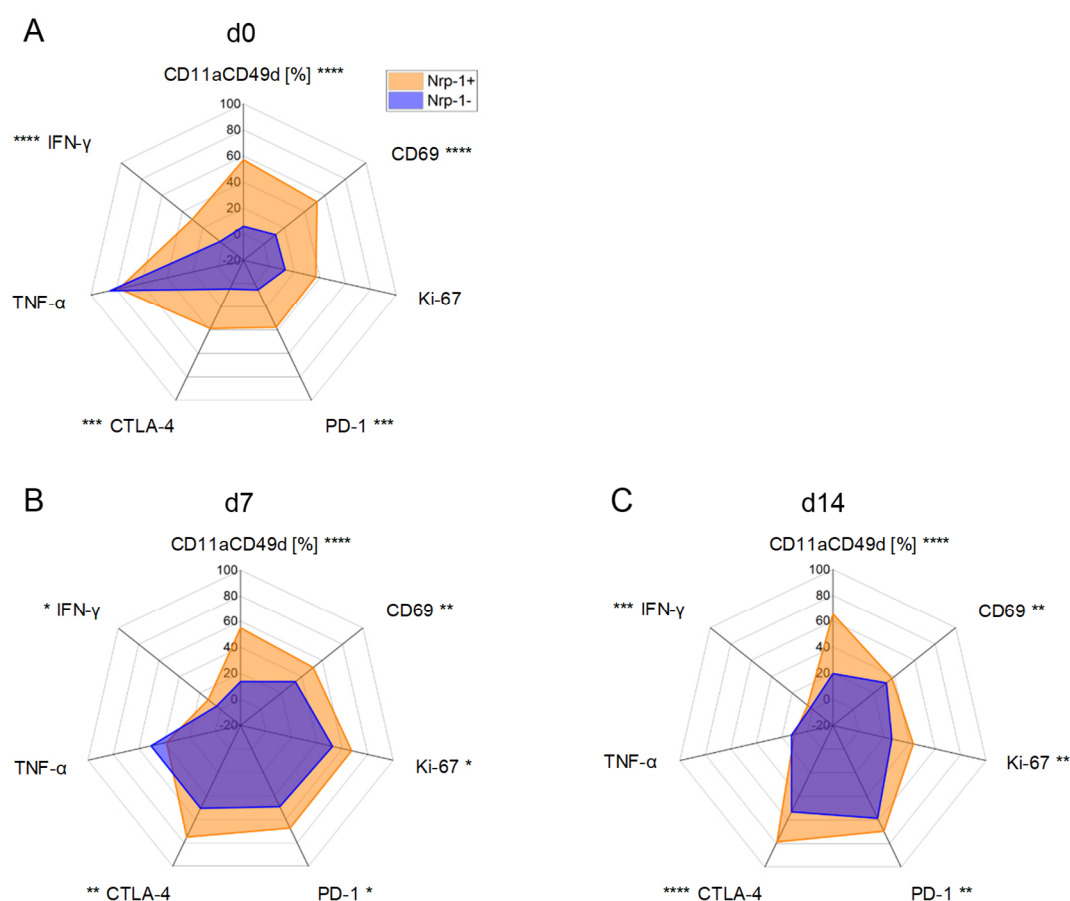 A
d0
CD11aCD49d [%] ****
Nrp-1+
Nrp-1-
100
80
60
40
20
0
-20
**** IFN-γ
CD69 ****
TNF-α
Ki-67
*** CTLA-4
PD-1 ***
B
d7
CD11aCD49d [%] ****
100
80
60
40
20
0
-20
* IFN-γ
CD69 **
TNF-α
Ki-67 *
** CTLA-4
PD-1 *
C
d14
CD11aCD49d [%] ****
100
80
60
40
20
0
-20
*** IFN-γ
CD69 **
TNF-α
Ki-67 **
**** CTLA-4
PD-1 **